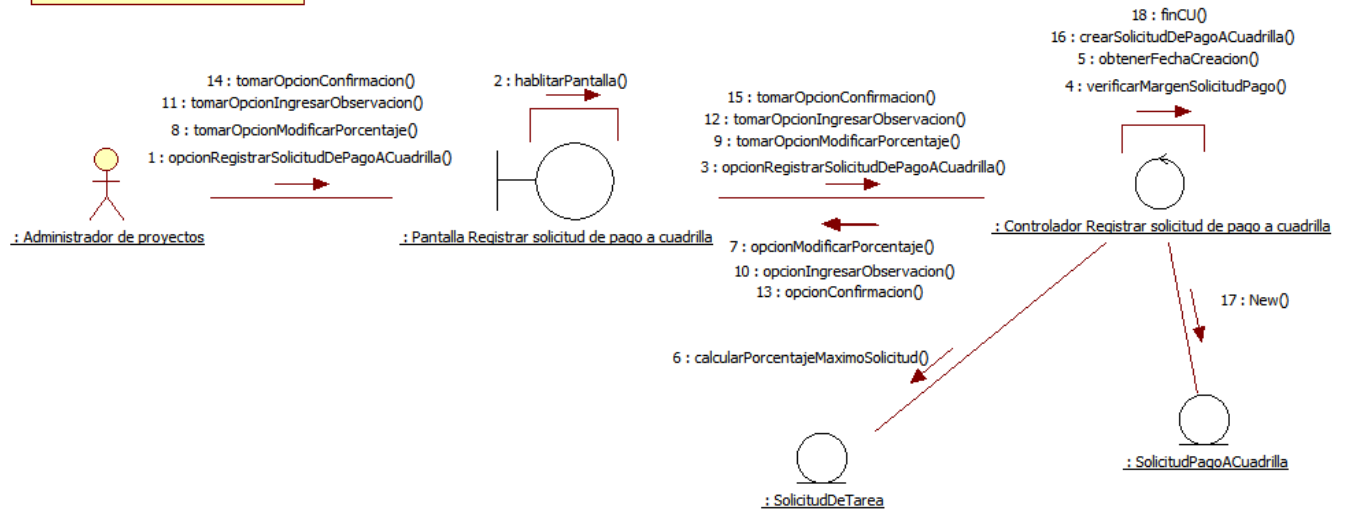 18 : finCU()
16 : crearSolicitudDePagoACuadrilla()
5 : obtenerFechaCreacion()
4 : verificarMargenSolicitudPago()
14 : tomarOpcionConfirmacion()
11 : tomarOpcionIngresarObservacion()
8 : tomarOpcionModificarPorcentaje()
1 : opcionRegistrarSolicitudDePagoACuadrilla()
2 : hablitarPantalla()
15 : tomarOpcionConfirmacion()
12 : tomarOpcionIngresarObservacion()
9 : tomarOpcionModificarPorcentaje()
3 : opcionRegistrarSolicitudDePagoACuadrilla()
: Administrador de proyectos
: Pantalla Registrar solicitud de pago a cuadrilla
: Controlador Registrar solicitud de pago a cuadrilla
7 : opcionModificarPorcentaje()
10 : opcionIngresarObservacion()
13 : opcionConfirmacion()
17 : New()
6 : calcularPorcentajeMaximoSolicitud()
: SolicitudPagoACuadrilla
: SolicitudDeTarea